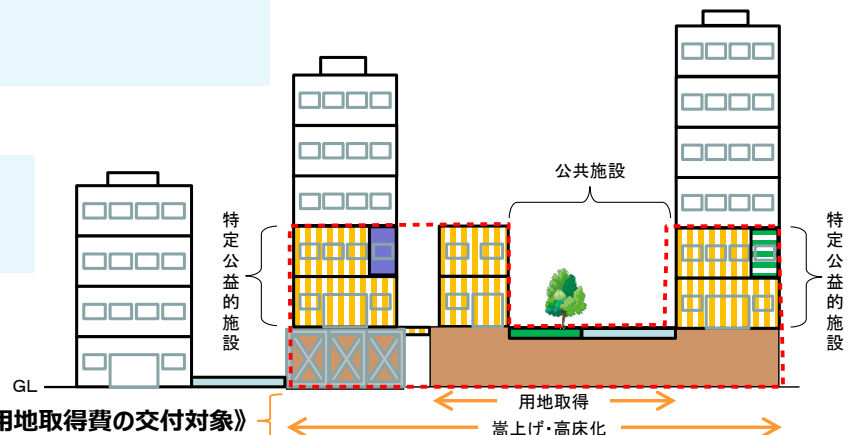 公共施設
特定公益的施設
特定公益的施設
GL
用地取得
用地取得費の交付対象》
嵩上げ・高床化